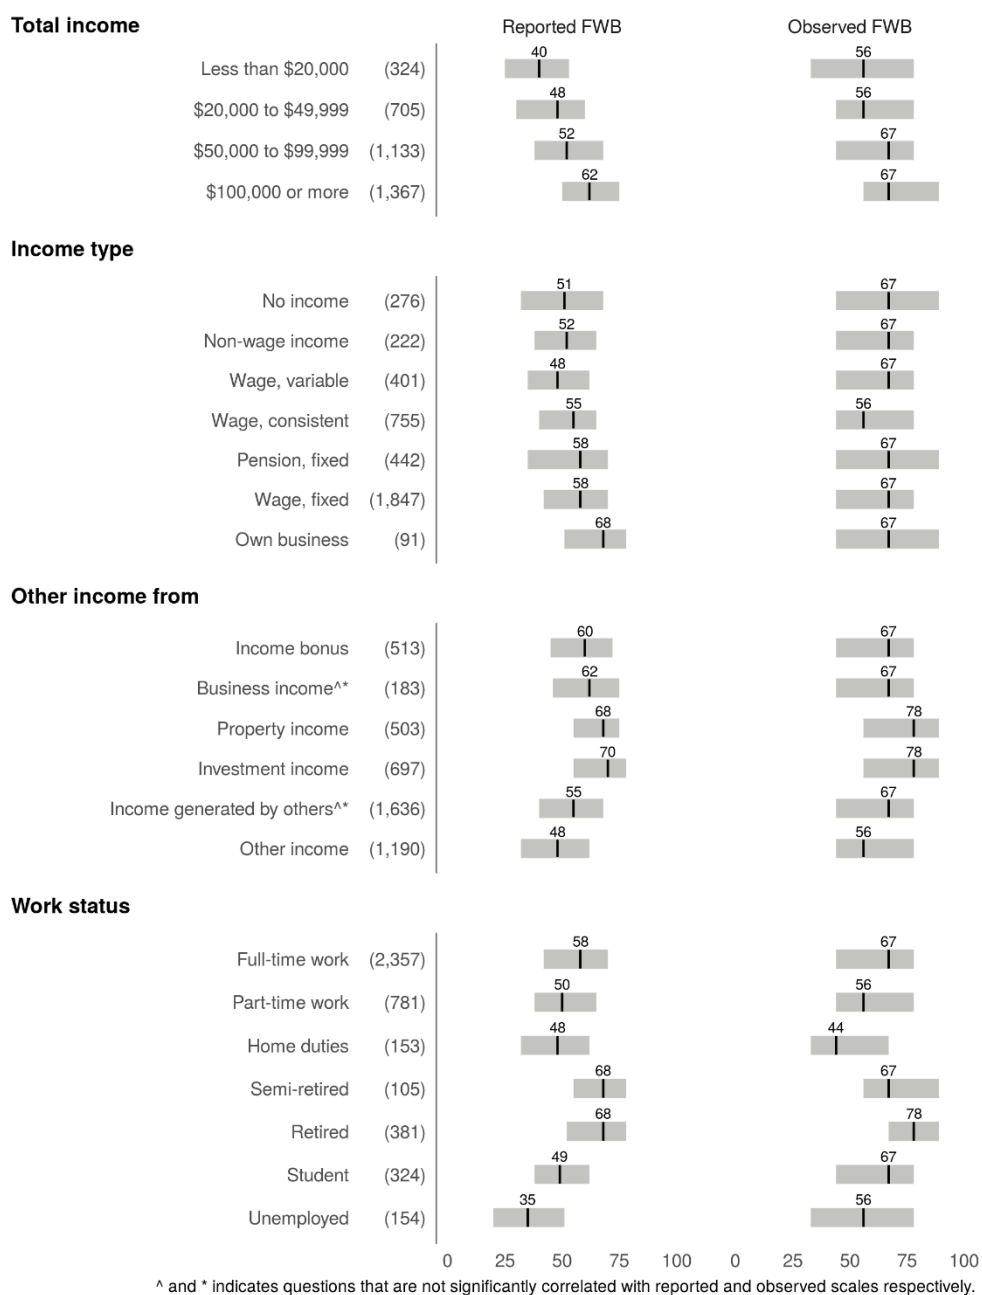 Total income
Reported FWB Observed FWB
40 56
Less than $20,000 (324)
48 56
$20,000 to $49,999 (705)
52 67
$50,000 to $99,999 (1,133)
62 67
$100,000 or more (1,367)
Income type
51 67
No income (276)
52 67
Non-wage income (222)
48 67
Wage, variable (401)
55 56
Wage, consistent (755)
58 67
Pension, fixed (442)
58 67
Wage, fixed (1,847)
68 67
Own business (91)
Other income from
60 67
Income bonus (513)
62 67
Business income^* (183)
68 78
Property income (503)
70 78
Investment income (697)
55 67
Income generated by others^* (1,636)
48 56
Other income (1,190)
Work status
58 67
Full-time work (2,357)
50 56
Part-time work (781)
48 44
Home duties (153)
68 67
Semi-retired (105)
68 78
Retired (381)
49 67
Student (324)
35 56
Unemployed (154)
0 25 50 75 100 0 25 50 75 100
^ and * indicates questions that are not significantly correlated with reported and observed scales respectively.